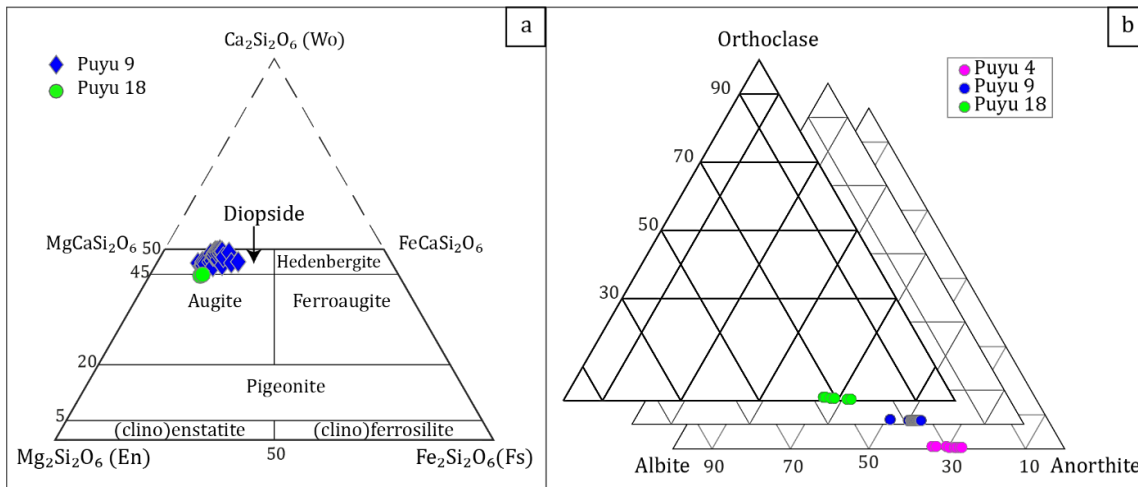 a
Ca₂Si₂O₆ (Wo)
Puyu 9
Puyu 18
Diopside
MgCaSi₂O₆
50
FeCaSi₂O₆
Hedenbergite
45
Augite
Ferroaugite
20
Pigeonite
5
(clino)enstatite
(clino)ferrosilite
Mg₂Si₂O₆ (En)
50
Fe₂Si₂O₆(Fs)
b
Orthoclase
Puyu 4
Puyu 9
Puyu 18
90
70
50
30
Albite
90
70
50
30
10
Anorthite